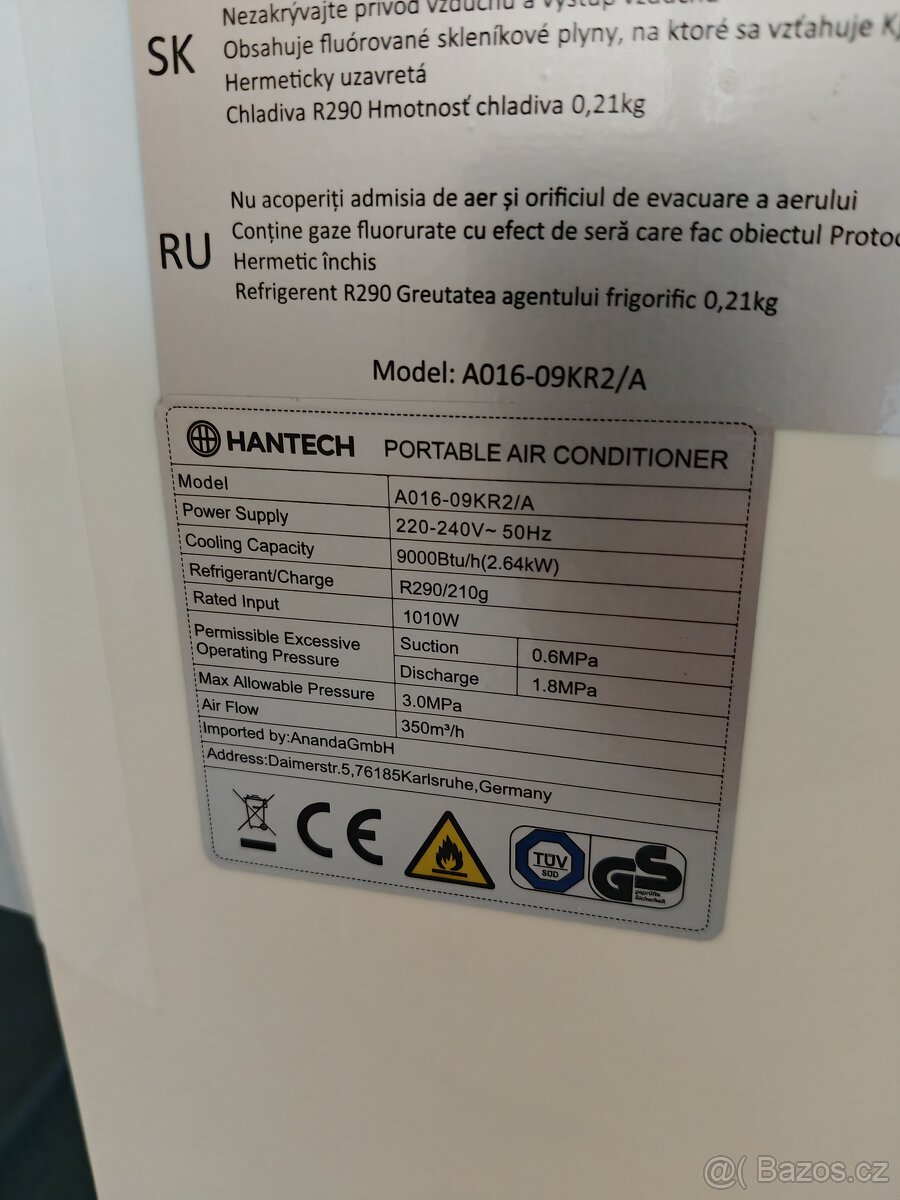 Nezakrývajte prívod vzduchu a výstup vzduchu
SK
Obsahuje fluórované skleníkové plyny, na ktoré sa vzťahuje
Hermeticky uzavretá
Chladiva R290 Hmotnosť chladiva 0,21kg
Nu acoperiți admisia de aer și orificiul de evacuare a aerului
RU
Conține gaze fluorurate cu efect de seră care fac obiectul
Hermetic închis
Refrigerent R290 Greutatea agentului frigorific 0,21kg
Model: A016-09KR2/A
HANTECH PORTABLE AIR CONDITIONER
Model A016-09KR2/A
Power Supply 220-240V~ 50Hz
Cooling Capacity 9000Btu/h(2.64kW)
Refrigerant/Charge R290/210g
Rated Input 1010W
Permissible Excessive Operating Pressure Suction 0.6MPa
Discharge 1.8MPa
Max Allowable Pressure 3.0MPa
Air Flow 350m³/h
Imported by:AnandaGmbH
Address:Daimerstr.5,76185Karlsruhe,Germany
CE
TÜV
SÜD
GS
geprüfte
Sicherheit
@( Bazos.cz